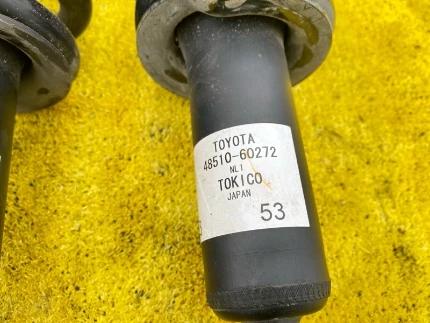 TOYOTA
48510-60272
NL1
TOKICO
JAPAN
53